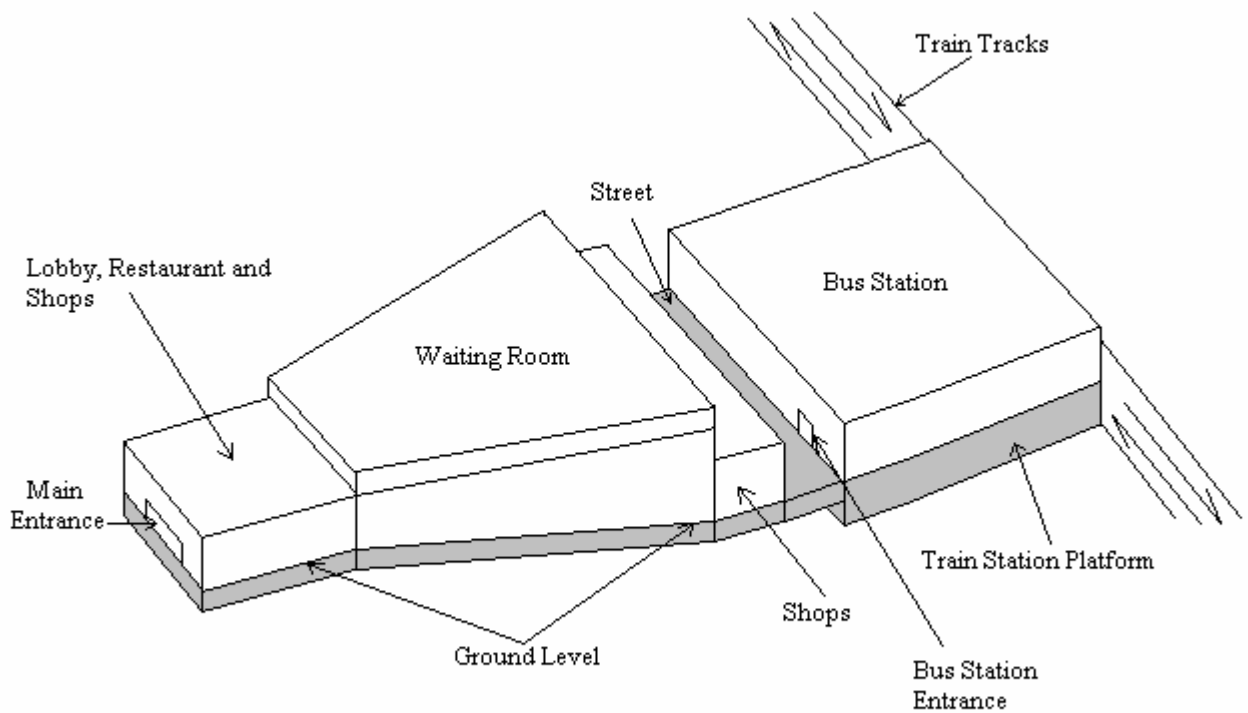 Train Tracks
Street
Lobby, Restaurant and
Shops
Bus Station
Waiting Room
Main
Entrance
Train Station Platform
Shops
Ground Level
Bus Station
Entrance